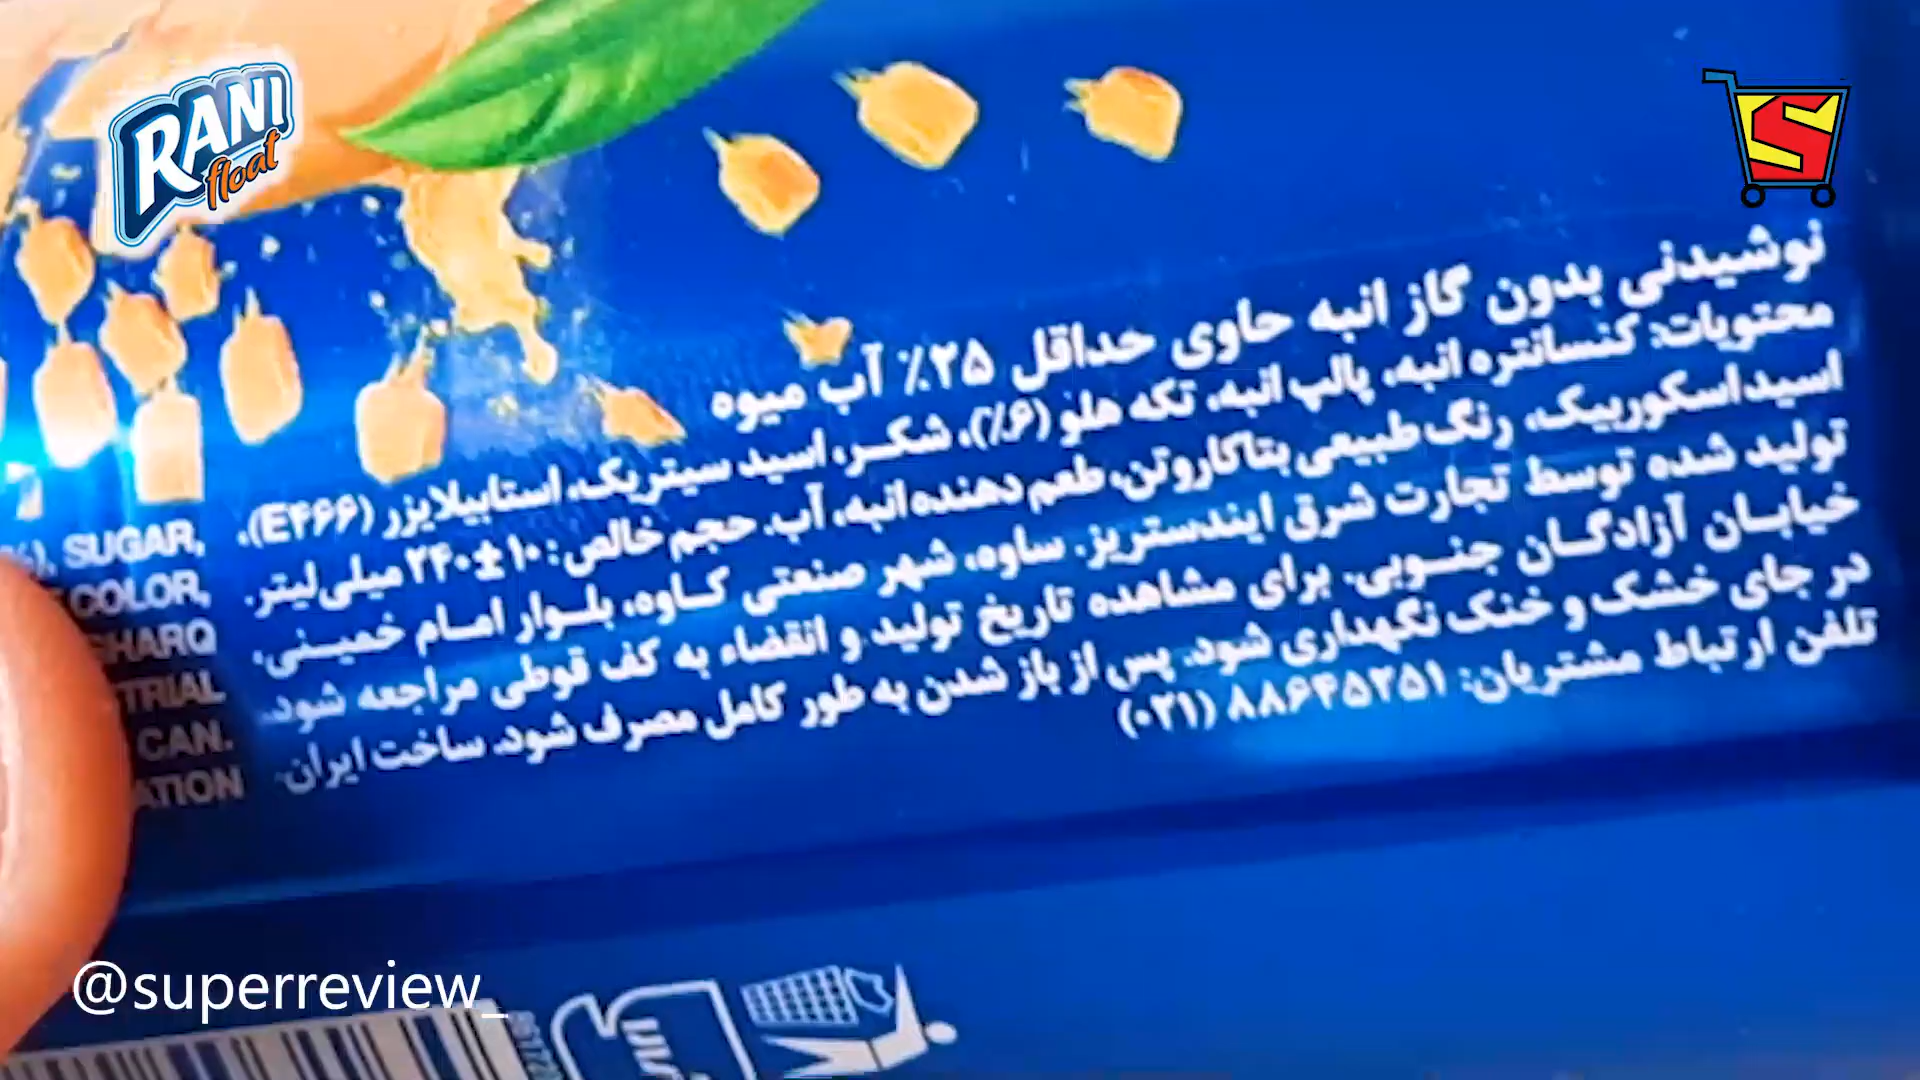 RANI
float
S
نوشیدنی بدون گاز انبه حاوی حداقل ۲۵٪ آب میوه
محتویات: کنسانتره انبه، پالپ انبه، تکه هلو (۶٪)، شکر، اسید سیتریک، استابیلایزر (E۴۶۶)،
اسید اسکوربیک، رنگ طبیعی بتاکاروتن، طعم دهنده انبه، آب. حجم خالص: ۱۰±۲۴۰ میلی لیتر.
تولید شده توسط تجارت شرق ایندستریز. ساوه، شهر صنعتی کاوه، بلوار امام خمینی،
خیابان آزادگان جنوبی. برای مشاهده تاریخ تولید و انقضاء به کف قوطی مراجعه شود.
در جای خشک و خنک نگهداری شود. پس از باز شدن به طور کامل مصرف شود. ساخت ایران.
تلفن ارتباط مشتریان: ۸۸۶۴۵۲۵۱ (۰۲۱)
SUGAR,
COLOR,
SHARQ
CAN.
@superreview_